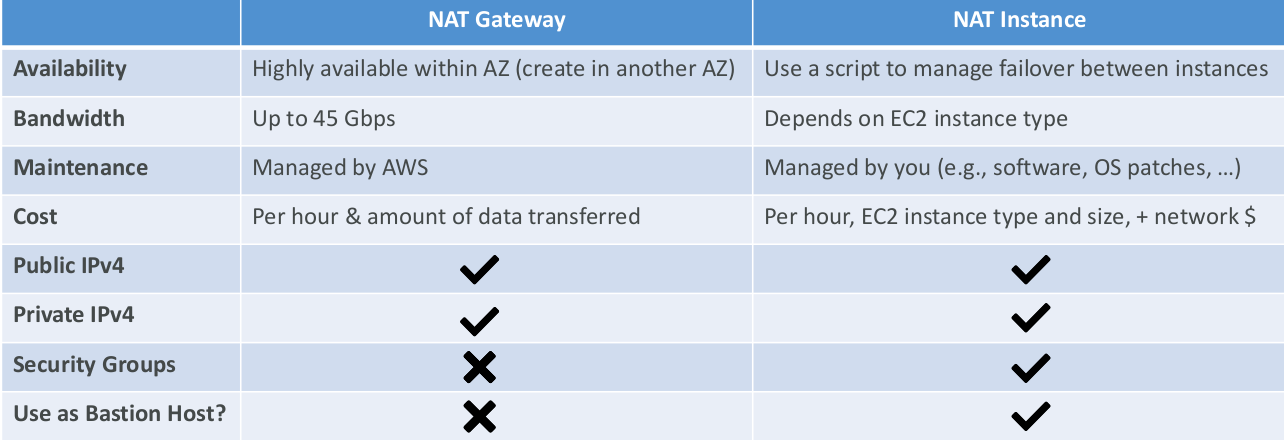 NAT Gateway NAT Instance
Availability Highly available within AZ (create in another AZ) Use a script to manage failover between instances
Bandwidth Up to 45 Gbps Depends on EC2 instance type
Maintenance Managed by AWS Managed by you (e.g., software, OS patches, …)
Cost Per hour & amount of data transferred Per hour, EC2 instance type and size, + network $
Public IPv4 ✔ ✔
Private IPv4 ✔ ✔
Security Groups ✖ ✔
Use as Bastion Host? ✖ ✔